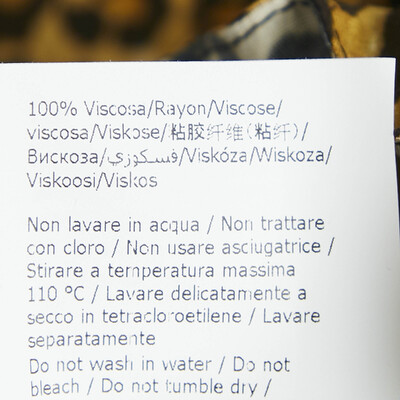 100% Viscosa/Rayon/Viscose/
viscosa/Viskose/粘胶纤维(粘纤)/
Вискоза/فسكوزي/Viskóza/Wiskoza/
Viskoosi/Viskos
Non lavare in acqua / Non trattare
con cloro / Non usare asciugatrice /
Stirare a temperatura massima
110 °C / Lavare delicatamente a
secco in tetracloroetilene / Lavare
separatamente
Do not wash in water / Do not
bleach / Do not tumble dry /